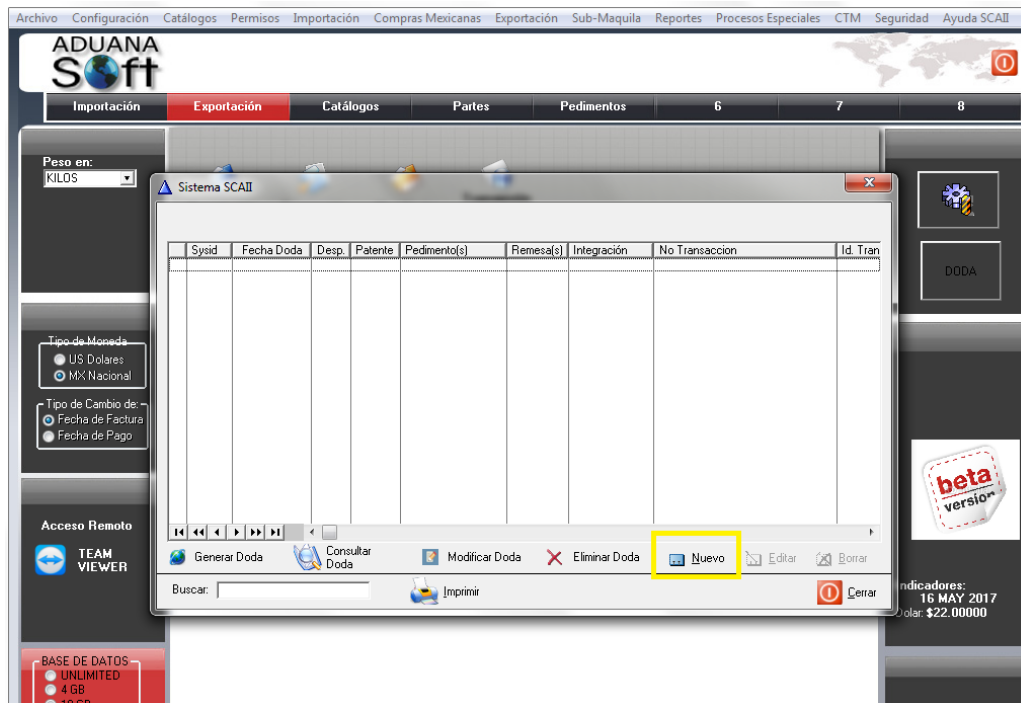 Archivo Configuración Catálogos Permisos Importación Compras Mexicanas Exportación Sub-Maquila Reportes Procesos Especiales CTM Seguridad Ayuda SCAII
ADUANA
Soft
Importación Exportación Catálogos Partes Pedimentos 6 7 8
Peso en:
KILOS
Sistema SCAII
Sysid Fecha Doda Desp. Patente Pedimento(s) Remesa(s) Integración No Transaccion Id. Tran
DODA
Tipo de Moneda
US Dolares
MX Nacional
Tipo de Cambio de:
Fecha de Factura
Fecha de Pago
beta
version
Acceso Remoto
TEAM
VIEWER
Generar Doda Consultar Doda Modificar Doda Eliminar Doda Nuevo Editar Borrar
Buscar: Imprimir Cerrar
ndicadores:
16 MAY 2017
Dolar: $22.00000
BASE DE DATOS
UNLIMITED
4 GB